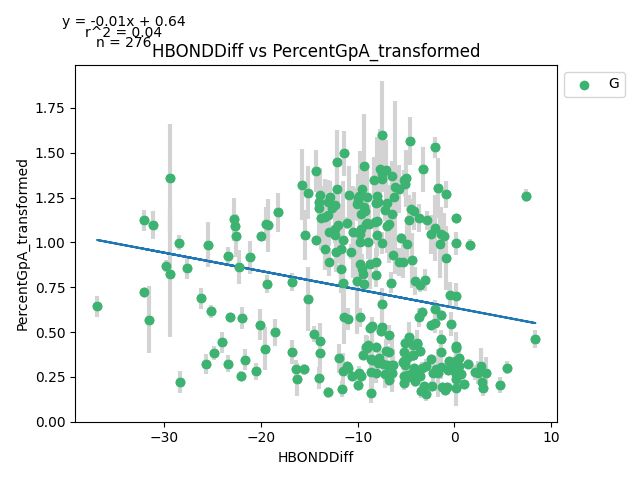 y = -0.01x + 0.64
r^2 = 0.04
n = 276
HBONDDiff vs PercentGpA_transformed
G
PercentGpA_transformed
1.75
1.50
1.25
1.00
0.75
0.50
0.25
0.00
−30
−20
−10
0
10
HBONDDiff